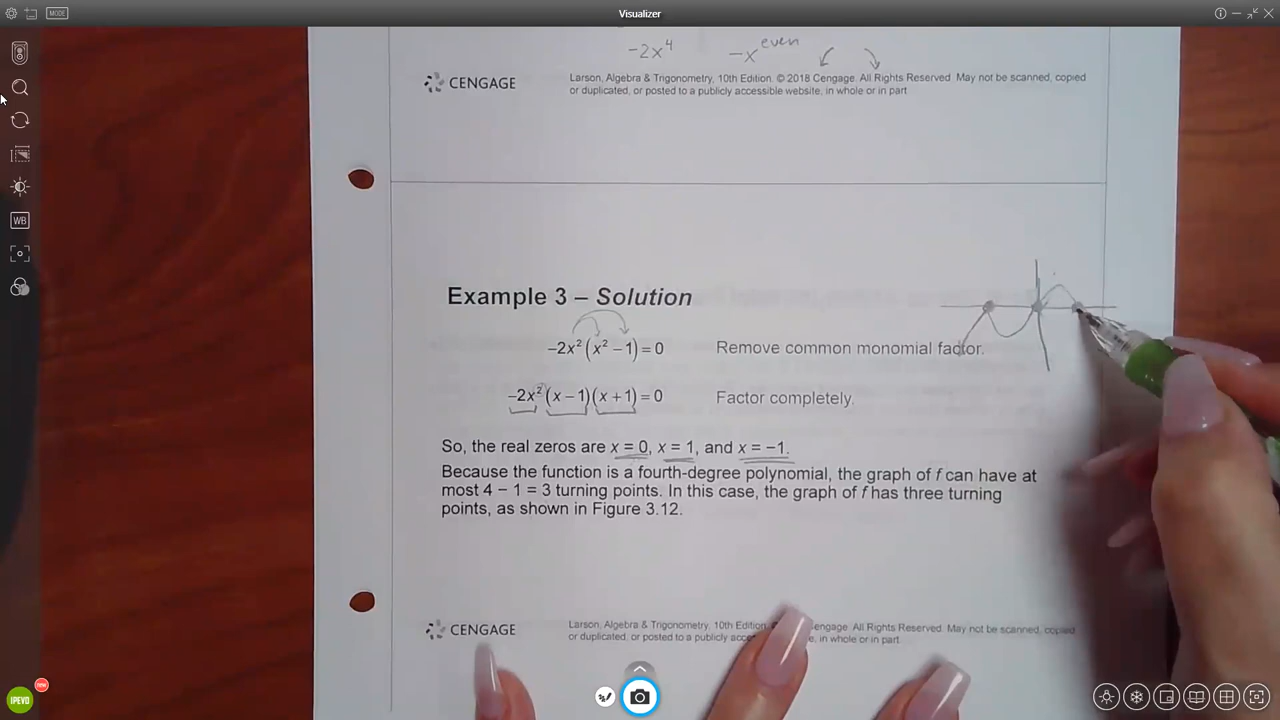 MODE
Visualizer
-2x⁴ -x^even
CENGAGE
Larson, Algebra & Trigonometry, 10th Edition. © 2018 Cengage. All Rights Reserved. May not be scanned, copied
or duplicated, or posted to a publicly accessible website, in whole or in part
WB
Example 3 – Solution
−2x²(x² − 1) = 0 Remove common monomial factor.
−2x²(x − 1)(x + 1) = 0 Factor completely.
So, the real zeros are x = 0, x = 1, and x = −1.
Because the function is a fourth-degree polynomial, the graph of f can have at
most 4 − 1 = 3 turning points. In this case, the graph of f has three turning
points, as shown in Figure 3.12.
CENGAGE
Larson, Algebra & Trigonometry, 10th Edition. Cengage. All Rights Reserved. May not be scanned, copied
or duplicated, or posted to a publicly in whole or in part
IPEVO
new